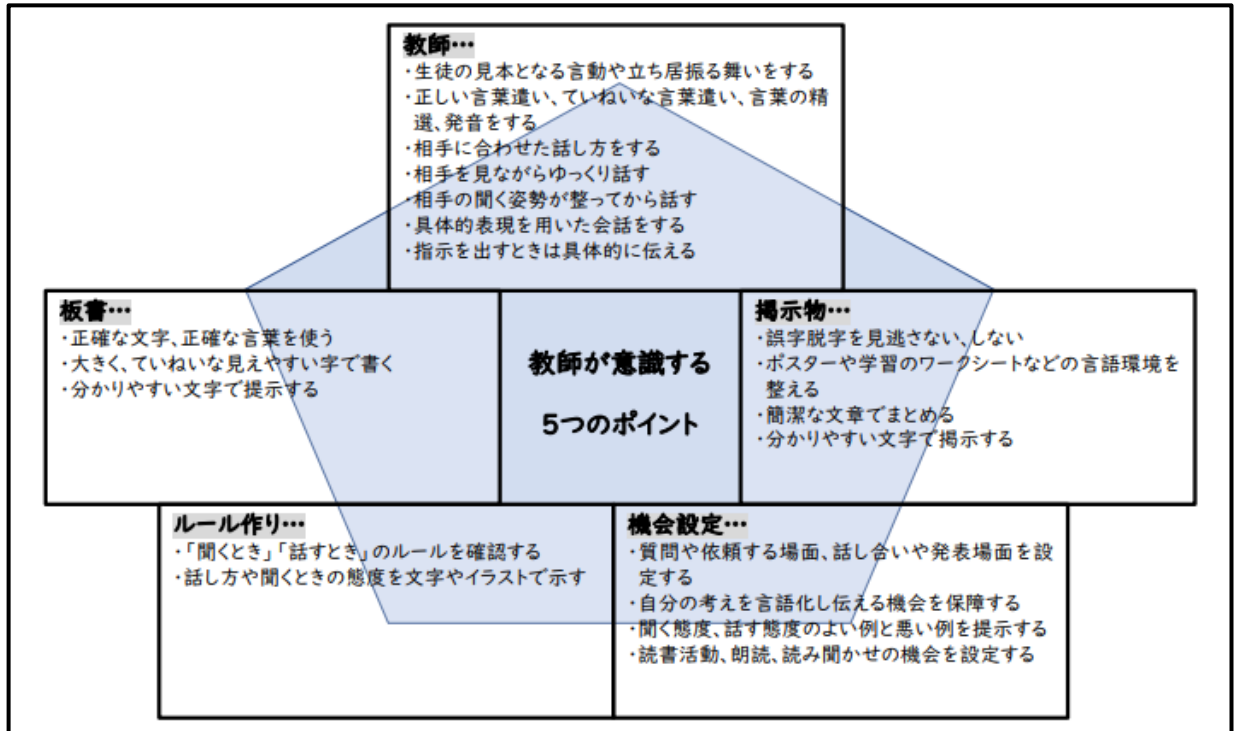 教師…
・生徒の見本となる言動や立ち居振る舞いをする
・正しい言葉遣い、ていねいな言葉遣い、言葉の精
選、発音をする
・相手に合わせた話し方をする
・相手を見ながらゆっくり話す
・相手の聞く姿勢が整ってから話す
・具体的表現を用いた会話をする
・指示を出すときは具体的に伝える
板書…
・正確な文字、正確な言葉を使う
・大きく、ていねいな見えやすい字で書く
・分かりやすい文字で提示する
教師が意識する
5つのポイント
掲示物…
・誤字脱字を見逃さない、しない
・ポスターや学習のワークシートなどの言語環境を
整える
・簡潔な文章でまとめる
・分かりやすい文字で掲示する
ルール作り…
・「聞くとき」「話すとき」のルールを確認する
・話し方や聞くときの態度を文字やイラストで示す
機会設定…
・質問や依頼する場面、話し合いや発表場面を設
定する
・自分の考えを言語化し伝える機会を保障する
・聞く態度、話す態度のよい例と悪い例を提示する
・読書活動、朗読、読み聞かせの機会を設定する